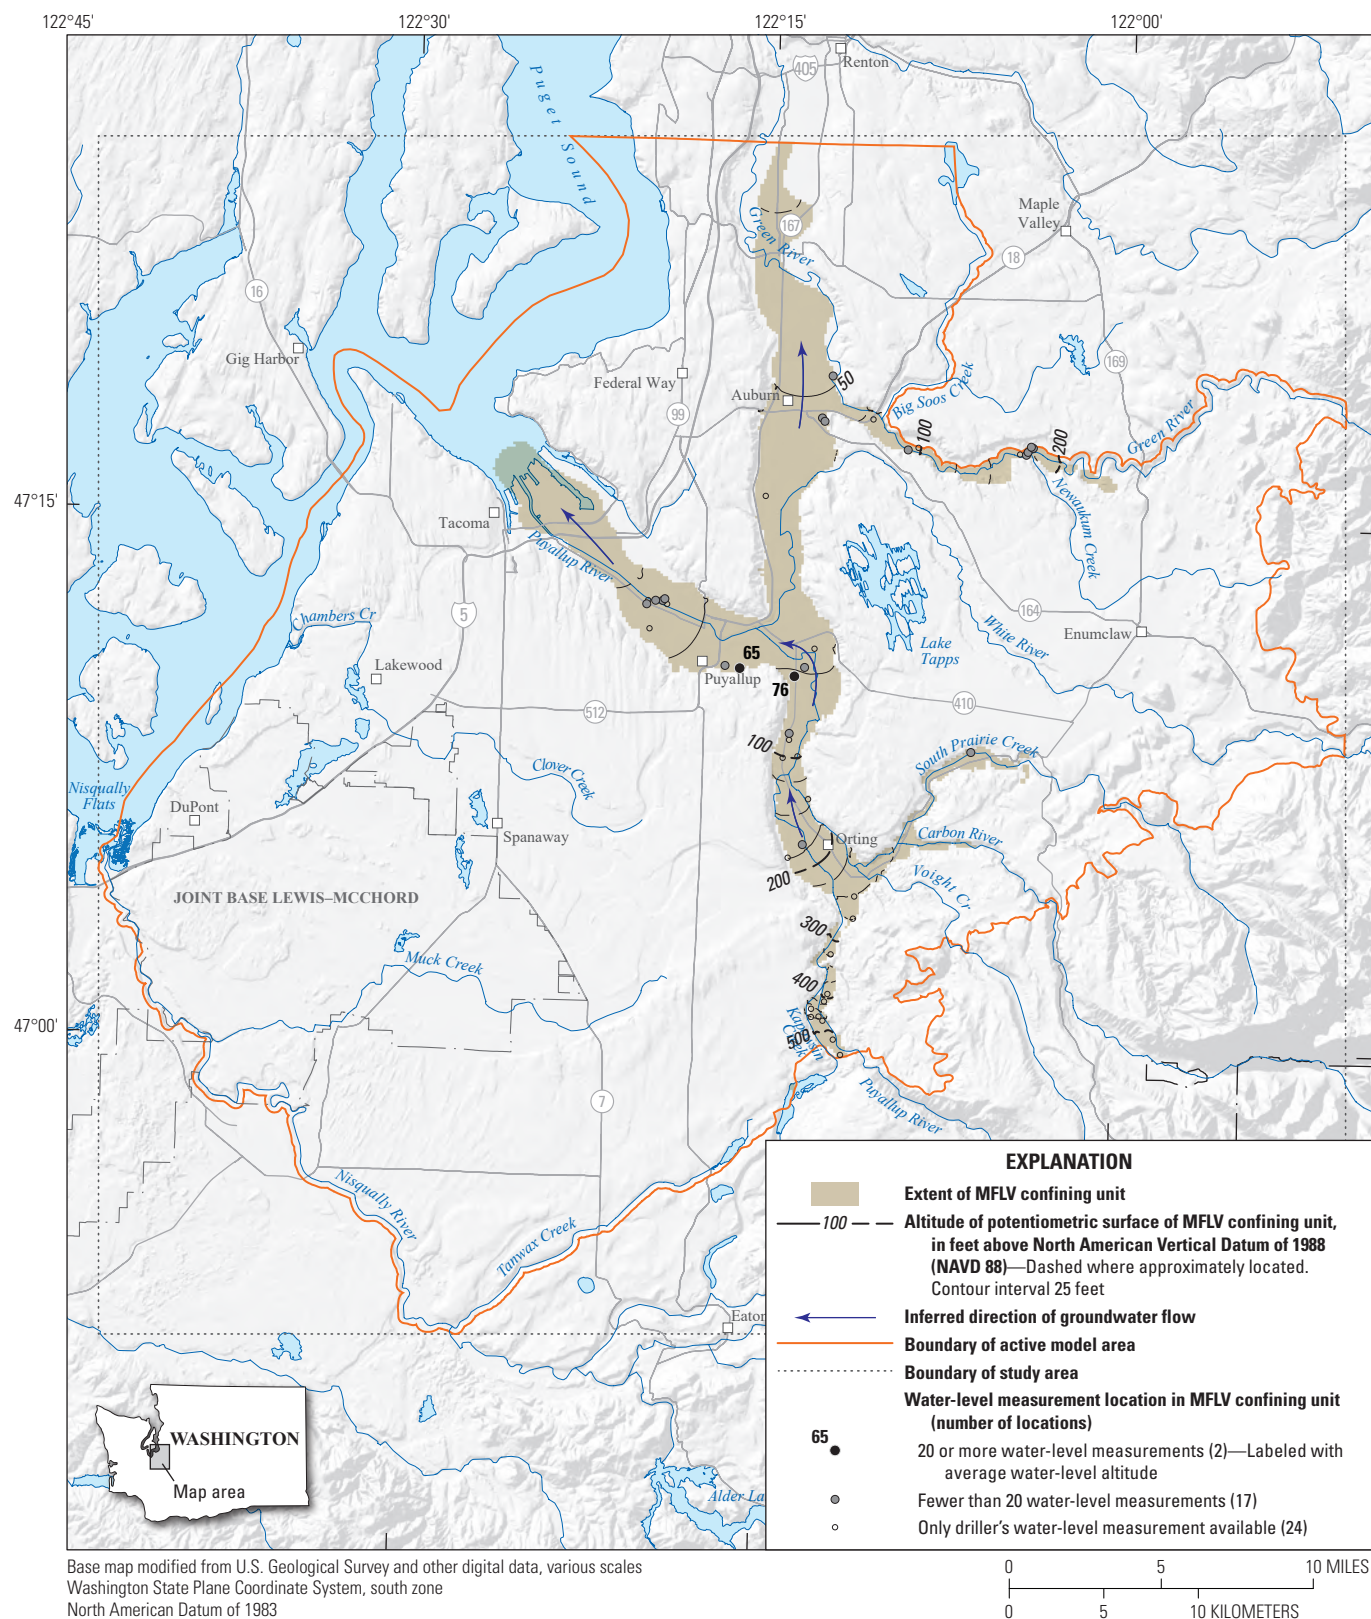 122°45'
122°30'
122°15'
122°00'
Renton
405
Puget Sound
Maple
Valley
167
Green River
18
16
Gig Harbor
169
Federal Way
Auburn
50
Big Soos Creek
99
100
200
Green River
47°15'
Tacoma
Newaukum Creek
Puyallup River
Chambers Cr
5
164
White River
Enumclaw
Lake
Tapps
65
Lakewood
Puyallup
76
512
410
100
South Prairie Creek
Clover Creek
Nisqually
Flats
DuPont
Spanaway
Orting
Carbon River
200
Voight Cr
JOINT BASE LEWIS–MCCHORD
300
Muck Creek
400
Kapowsin
Creek
47°00'
500
Puyallup River
7
Nisqually River
Tanwax Creek
Eaton
Alder La
WASHINGTON
Map area
EXPLANATION
Extent of MFLV confining unit
100
Altitude of potentiometric surface of MFLV confining unit,
in feet above North American Vertical Datum of 1988
(NAVD 88)—Dashed where approximately located.
Contour interval 25 feet
Inferred direction of groundwater flow
Boundary of active model area
Boundary of study area
Water-level measurement location in MFLV confining unit
(number of locations)
65
20 or more water-level measurements (2)—Labeled with
average water-level altitude
Fewer than 20 water-level measurements (17)
Only driller's water-level measurement available (24)
Base map modified from U.S. Geological Survey and other digital data, various scales
Washington State Plane Coordinate System, south zone
North American Datum of 1983
0 5 10 MILES
0 5 10 KILOMETERS